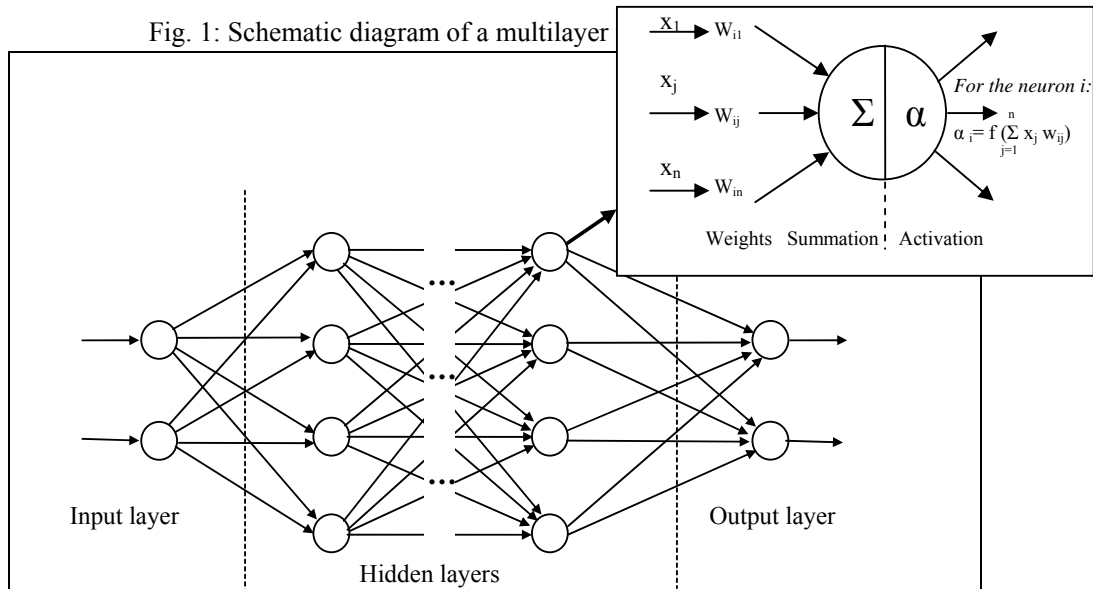 Fig. 1: Schematic diagram of a multilayer
x1 Wi1
xj Wij
xn Win
Σ α
For the neuron i:
n
α i= f (Σ xj wij)
j=1
Weights Summation Activation
...
...
...
Input layer
Hidden layers
Output layer